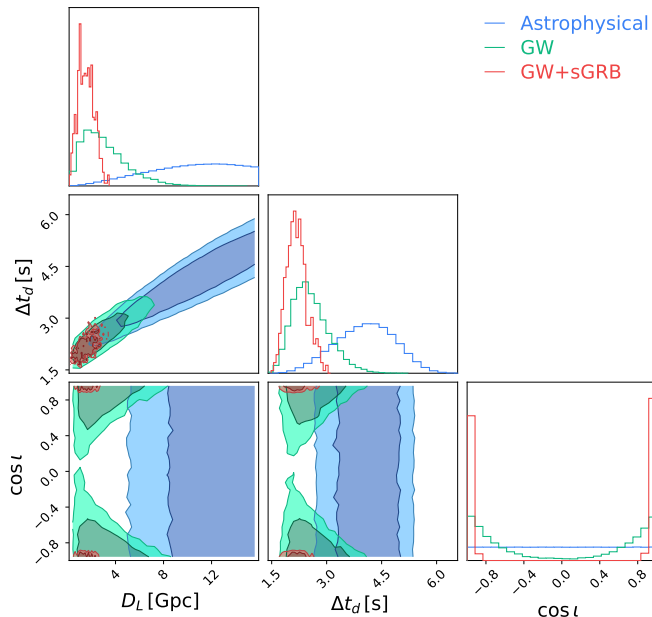 Astrophysical
GW
GW+sGRB
6.0
4.5
3.0
1.5
Δt_d [s]
0.8
0.4
0.0
−0.4
−0.8
cos ι
4
8
12
D_L [Gpc]
1.5
3.0
4.5
6.0
Δt_d [s]
−0.8
−0.4
0.0
0.4
0.8
cos ι